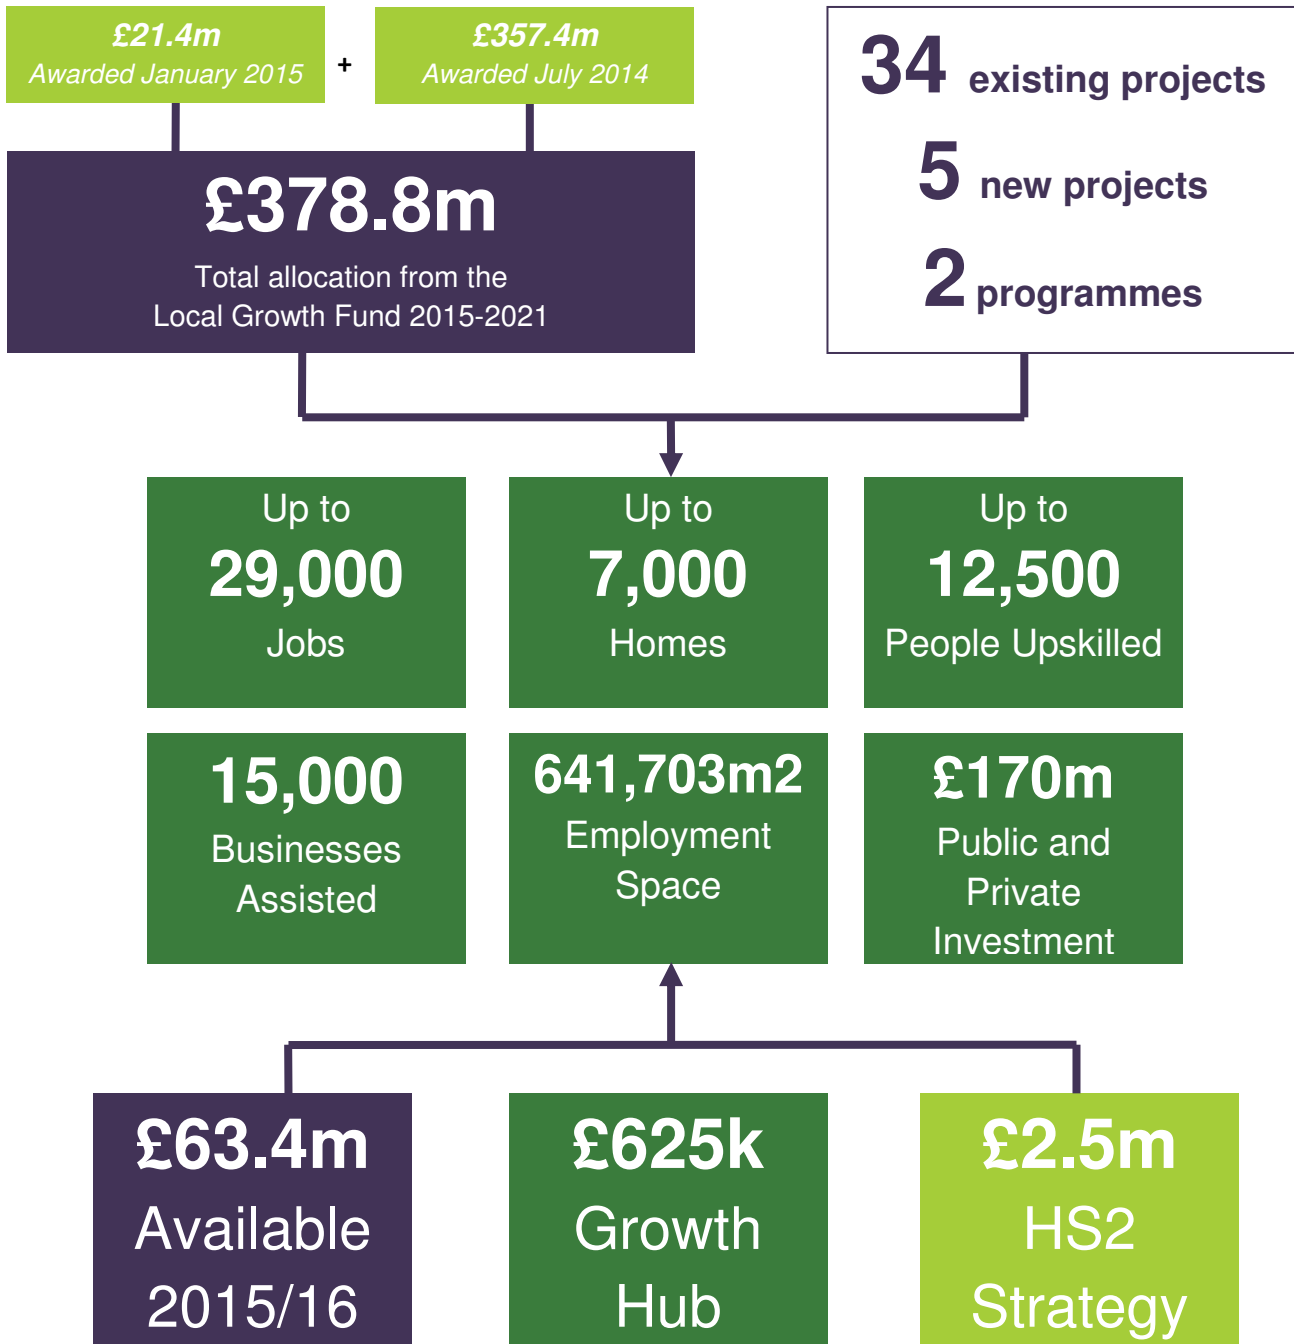 £21.4m
Awarded January 2015
+
£357.4m
Awarded July 2014
£378.8m
Total allocation from the
Local Growth Fund 2015-2021
34 existing projects
5 new projects
2 programmes
Up to
29,000
Jobs
Up to
7,000
Homes
Up to
12,500
People Upskilled
15,000
Businesses
Assisted
641,703m2
Employment
Space
£170m
Public and
Private
Investment
£63.4m
Available
2015/16
£625k
Growth
Hub
£2.5m
HS2
Strategy